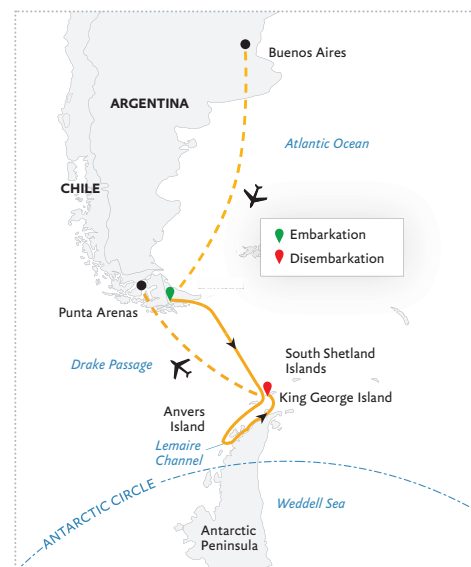 Buenos Aires
ARGENTINA
Atlantic Ocean
CHILE
Embarkation
Disembarkation
Punta Arenas
Drake Passage
South Shetland
Islands
King George Island
Anvers
Island
Lemaire
Channel
ANTARCTIC CIRCLE
Weddell Sea
Antarctic
Peninsula